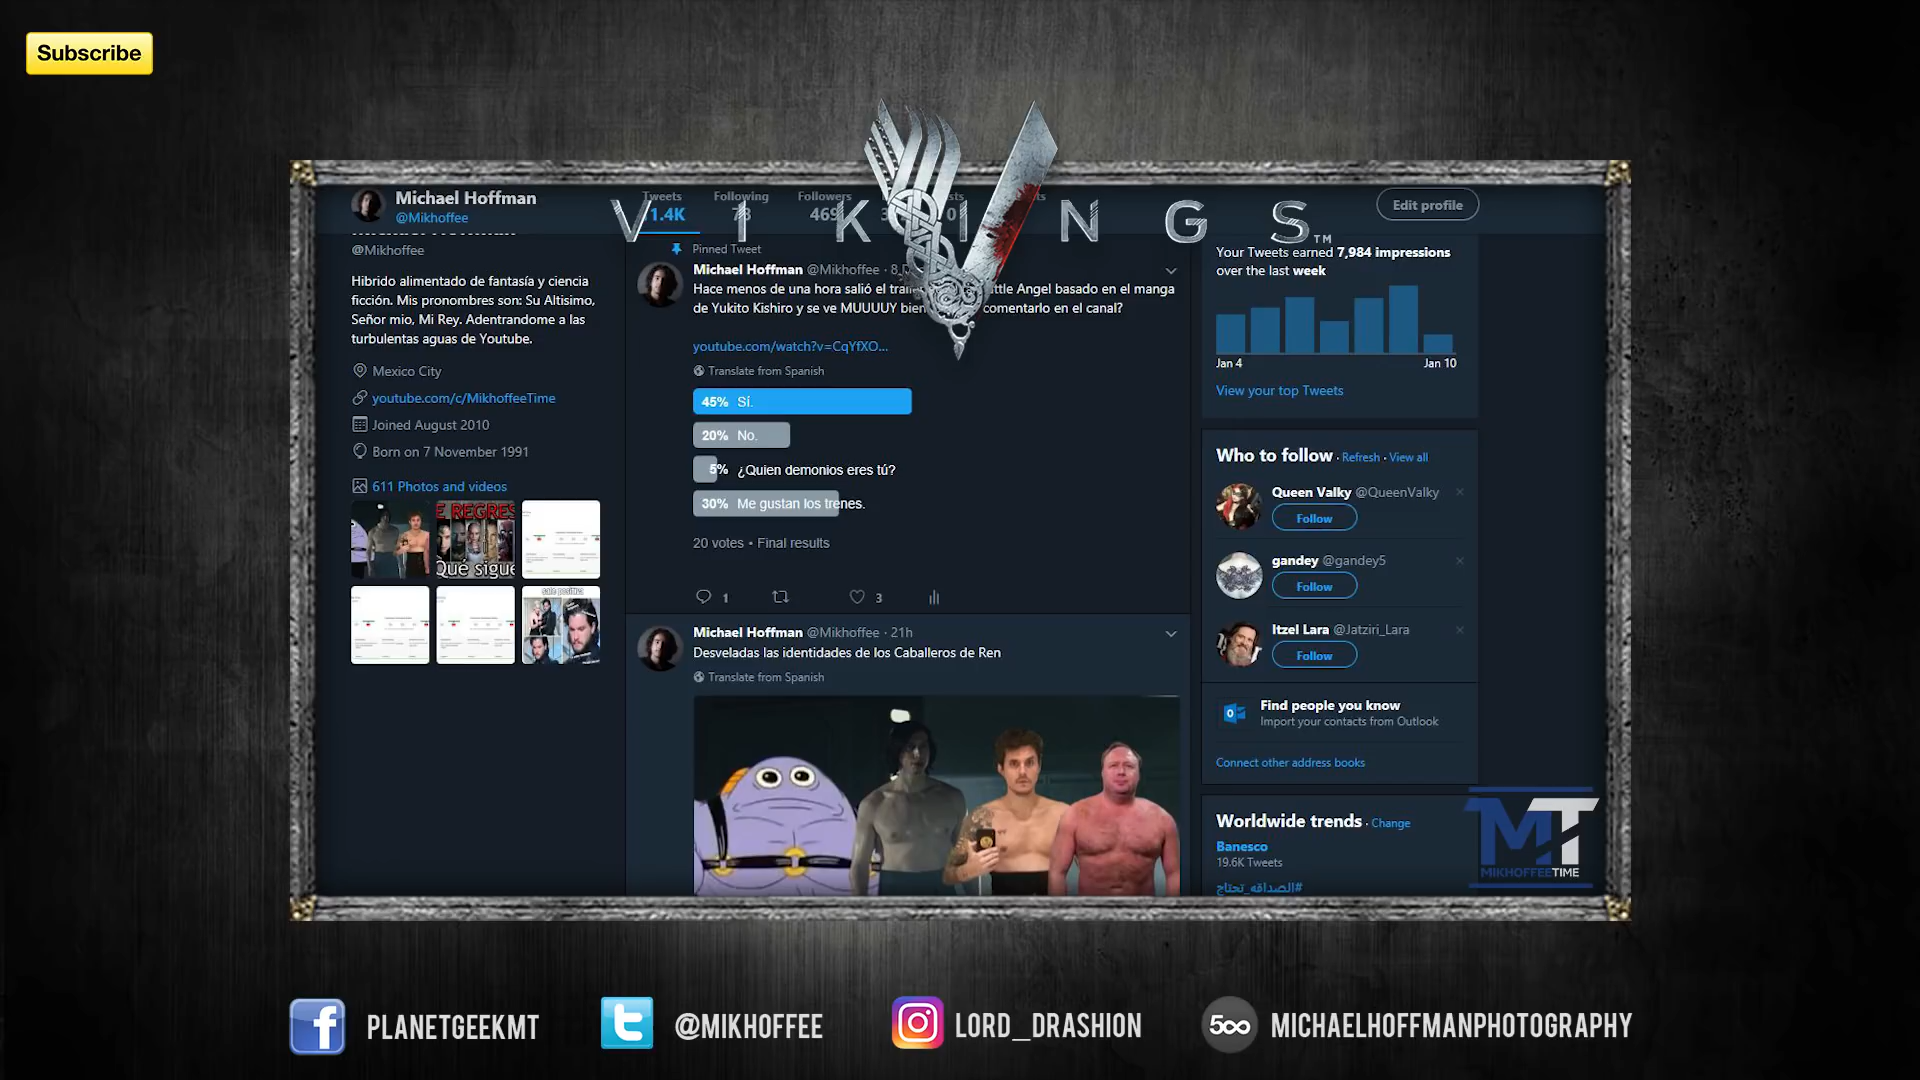 Subscribe
VIKINGS™
Michael Hoffman
@Mikhoffee
Tweets
Following
Followers
Edit profile
@Mikhoffee
Hibrido alimentado de fantasía y ciencia
ficción. Mis pronombres son: Su Altisimo,
Señor mio, Mi Rey. Adentrandome a las
turbulentas aguas de Youtube.
Mexico City
youtube.com/c/MikhoffeeTime
Joined August 2010
Born on 7 November 1991
611 Photos and videos
E REGRES
Qué sigue
sale positiva
Pinned Tweet
Michael Hoffman @Mikhoffee · 8
Hace menos de una hora salió el Angel basado en el manga
de Yukito Kishiro y se ve MUUUUY comentarlo en el canal?
youtube.com/watch?v=CqYfXO...
Translate from Spanish
45% Sí.
20% No.
5% ¿Quien demonios eres tú?
30% Me gustan los trenes.
20 votes • Final results
1
3
Michael Hoffman @Mikhoffee · 21h
Desveladas las identidades de los Caballeros de Ren
Translate from Spanish
Your Tweets earned 7,984 impressions
over the last week
Jan 4
Jan 10
View your top Tweets
Who to follow · Refresh · View all
Queen Valky @QueenValky
Follow
gandey @gandey5
Follow
Itzel Lara @Jatziri_Lara
Follow
Find people you know
Import your contacts from Outlook
Connect other address books
Worldwide trends · Change
Banesco
19.6K Tweets
#الصداقه_تحتاج
MT
MIKHOFFEETIME
PLANETGEEKMT
@MIKHOFFEE
LORD_DRASHION
500
MICHAELHOFFMANPHOTOGRAPHY